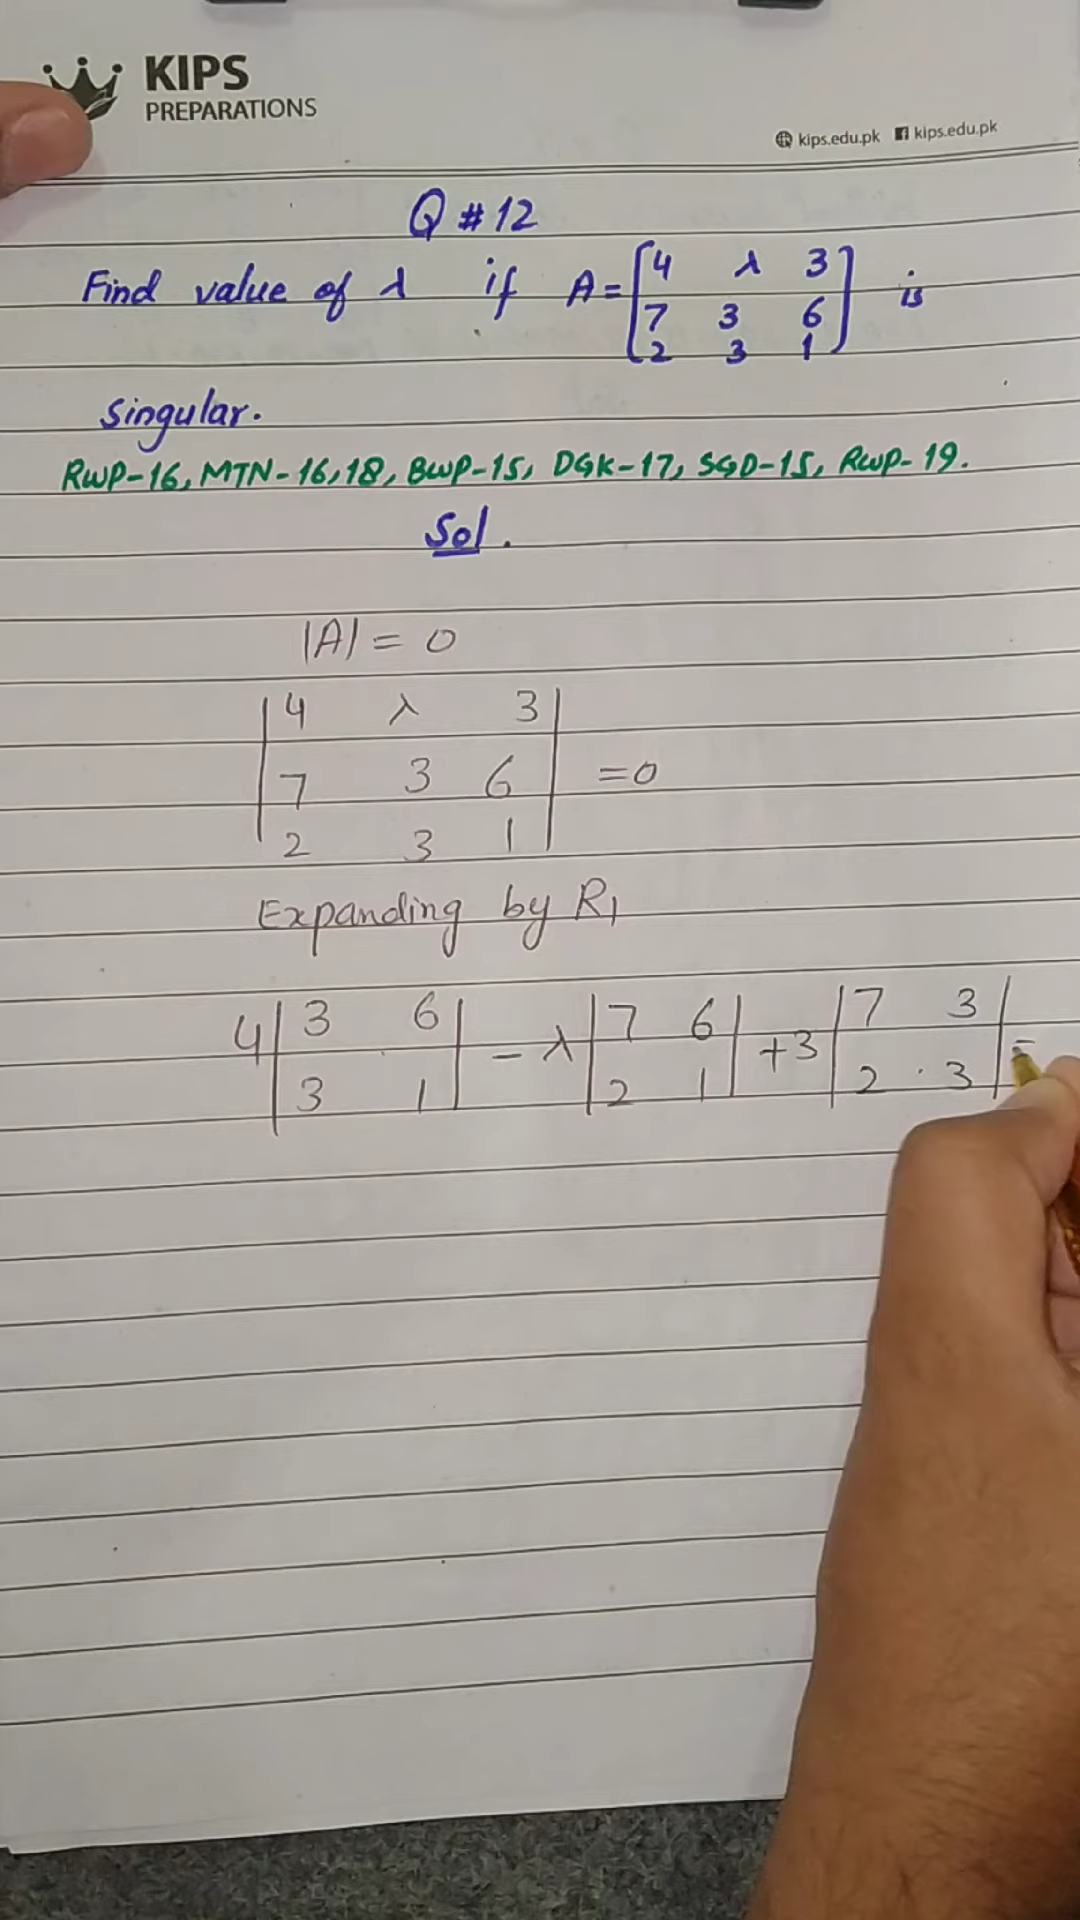 KIPS
PREPARATIONS
kips.edu.pk kips.edu.pk
Q # 12
Find value of λ if A = [4 λ 3
7 3 6
2 3 1] is
singular.
RWP-16, MTN-16,18, BWP-15, DGK-17, SGD-15, RWP-19.
Sol.
|A| = 0
|4 λ 3|
|7 3 6| =0
|2 3 1|
Expanding by R1
4|3 6| - λ|7 6| +3|7 3| =
|3 1| |2 1| |2 3|